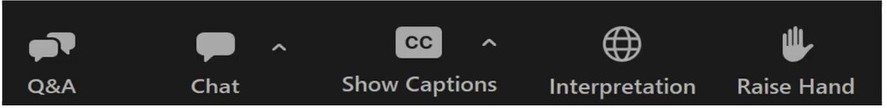 CC
Q&A Chat Show Captions Interpretation Raise Hand